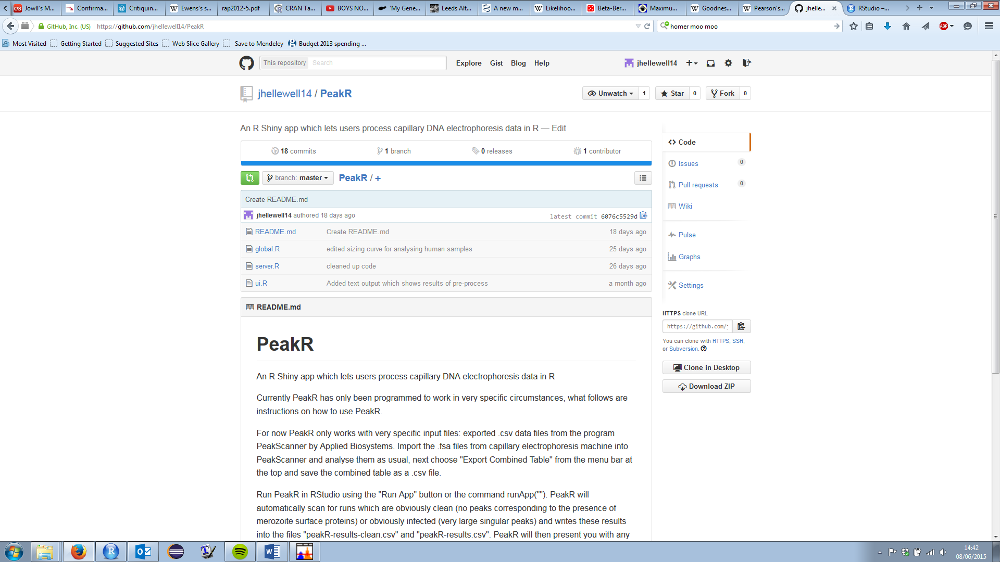 Jowll's M...
Confirma...
Critiquin...
Ewens's s...
rap2012-5.pdf
CRAN Ta...
BOYS NO...
'My Gene...
Leeds Alt...
A new m...
Likelihoo...
Beta-Ber...
Maximu...
Goodnes...
Pearson's...
jhelle...
RStudio –...
GitHub, Inc. (US)
https://github.com/jhellewell14/PeakR
homer moo moo
ABP
Most Visited
Getting Started
Suggested Sites
Web Slice Gallery
Save to Mendeley
Budget 2013 spending ...
This repository
Search
Explore
Gist
Blog
Help
jhellewell14
jhellewell14 / PeakR
Unwatch
1
Star
0
Fork
0
An R Shiny app which lets users process capillary DNA electrophoresis data in R — Edit
18 commits
1 branch
0 releases
1 contributor
branch: master
PeakR / +
Create README.md
jhellewell14 authored 18 days ago
latest commit 6076c5529d
README.md
Create README.md
18 days ago
global.R
edited sizing curve for analysing human samples
25 days ago
server.R
cleaned up code
26 days ago
ui.R
Added text output which shows results of pre-process
a month ago
README.md
PeakR
An R Shiny app which lets users process capillary DNA electrophoresis data in R
Currently PeakR has only been programmed to work in very specific circumstances, what follows are
instructions on how to use PeakR.
For now PeakR only works with very specific input files: exported .csv data files from the program
PeakScanner by Applied Biosystems. Import the .fsa files from capillary electrophoresis machine into
PeakScanner and analyse them as usual, next choose "Export Combined Table" from the menu bar at
the top and save the combined table as a .csv file.
Run PeakR in RStudio using the "Run App" button or the command runApp(""). PeakR will
automatically scan for runs which are obviously clean (no peaks corresponding to the presence of
merozoite surface proteins) or obviously infected (very large singular peaks) and writes these results
into the files "peakR-results-clean.csv" and "peakR-results.csv". PeakR will then present you with any
Code
Issues
0
Pull requests
0
Wiki
Pulse
Graphs
Settings
HTTPS clone URL
https://github.com/j
You can clone with HTTPS, SSH,
or Subversion.
Clone in Desktop
Download ZIP
14:42
08/06/2015